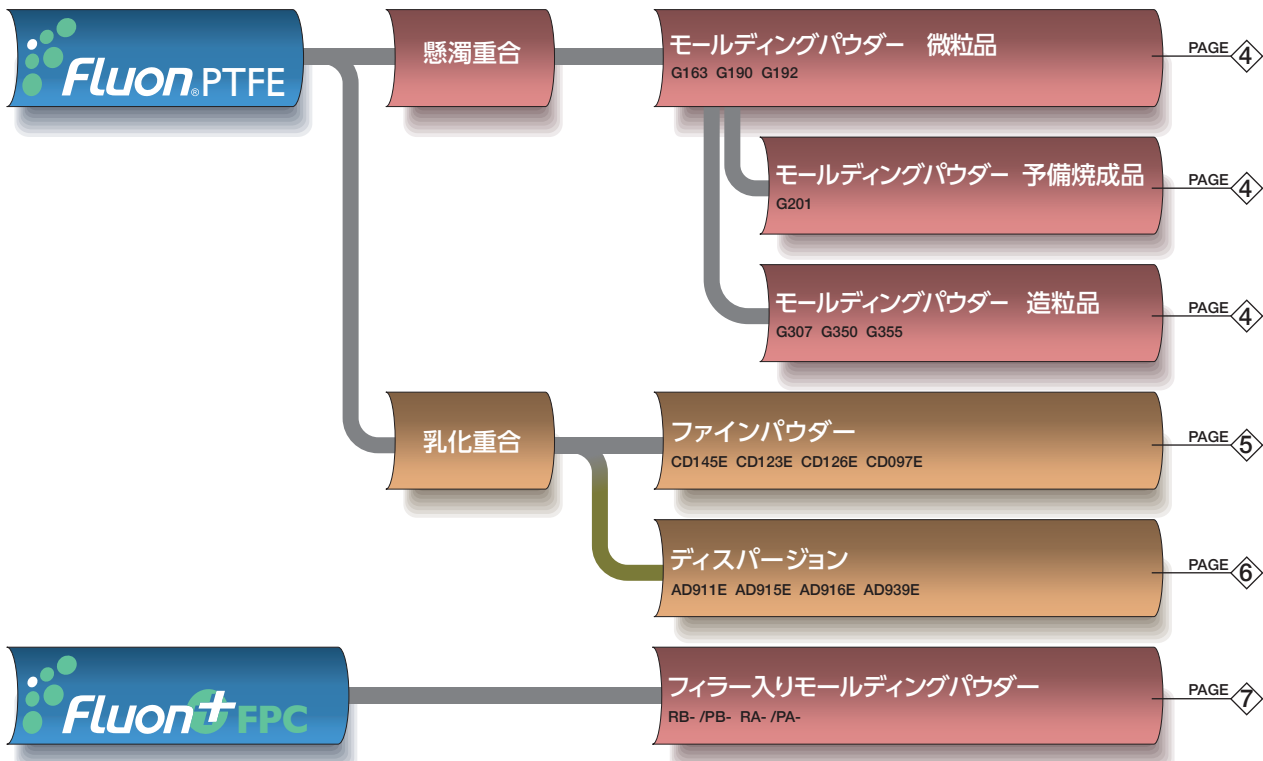 Fluon® PTFE
懸濁重合
モールディングパウダー 微粒品
G163 G190 G192
PAGE 4
モールディングパウダー 予備焼成品
G201
PAGE 4
モールディングパウダー 造粒品
G307 G350 G355
PAGE 4
乳化重合
ファインパウダー
CD145E CD123E CD126E CD097E
PAGE 5
ディスパージョン
AD911E AD915E AD916E AD939E
PAGE 6
Fluon+ FPC
フィラー入りモールディングパウダー
RB- /PB- RA- /PA-
PAGE 7